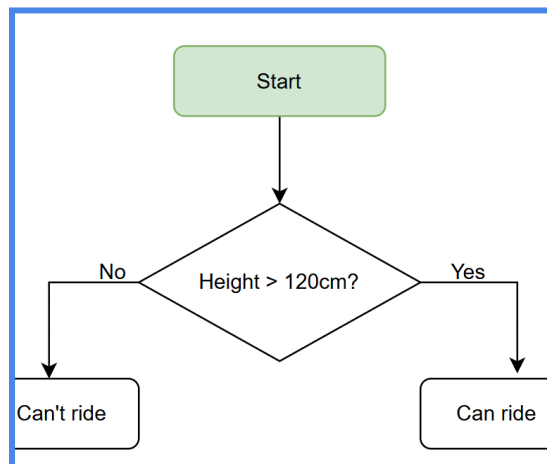 Start
Height > 120cm?
No
Yes
Can't ride
Can ride